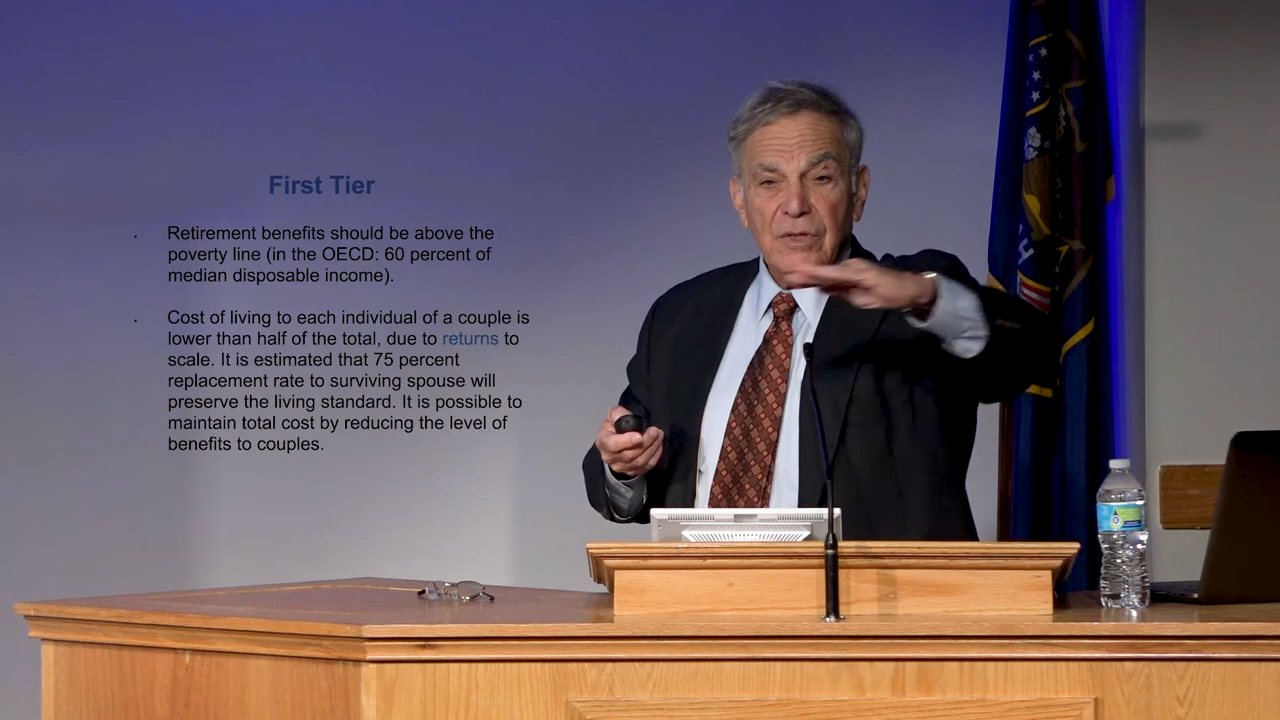 First Tier
Retirement benefits should be above the
poverty line (in the OECD: 60 percent of
median disposable income).
Cost of living to each individual of a couple is
lower than half of the total, due to returns to
scale. It is estimated that 75 percent
replacement rate to surviving spouse will
preserve the living standard. It is possible to
maintain total cost by reducing the level of
benefits to couples.